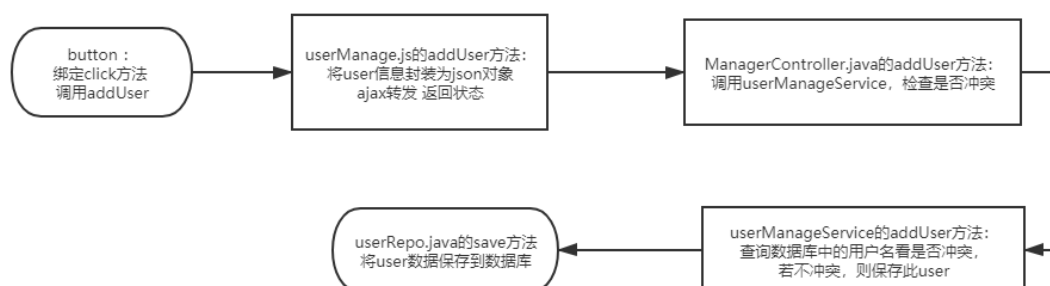 button :
绑定click方法
调用addUser
userManage.js的addUser方法：
将user信息封装为json对象
ajax转发 返回状态
ManagerController.java的addUser方法：
调用userManageService，检查是否冲突
userManageService的addUser方法：
查询数据库中的用户名看是否冲突，
若不冲突，则保存此user
userRepo.java的save方法
将user数据保存到数据库